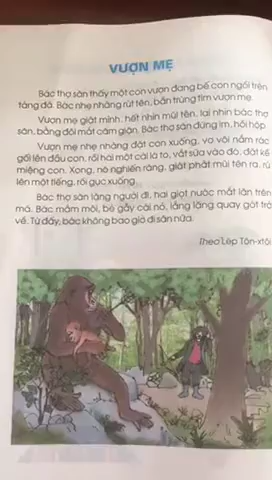 VƯỢN MẸ
Bác thợ săn thấy một con vượn đang bế con ngồi trên
tảng đá. Bác nhẹ nhàng rút tên, bắn trúng tim vượn mẹ.
Vượn mẹ giật mình, hết nhìn mũi tên, lại nhìn bác thợ
săn, bằng đôi mắt căm giận. Bác thợ săn đứng im, hồi hộp.
Vượn mẹ nhẹ nhàng đặt con xuống, vơ vội nắm rác
gối lên đầu con, rồi hái một cái lá to, vắt sữa vào đó, đặt kề
miệng con. Xong, nó nghiến răng, giật phắt mũi tên ra, rú
lên một tiếng, rồi gục xuống.
Bác thợ săn lặng người đi, hai giọt nước mắt lăn trên
má. Bác mắm môi, bẻ gẫy cái nỏ, lẳng lặng quay gót trở
về. Từ đấy, bác không bao giờ đi săn nữa.
Theo Lép Tôn-xtôi